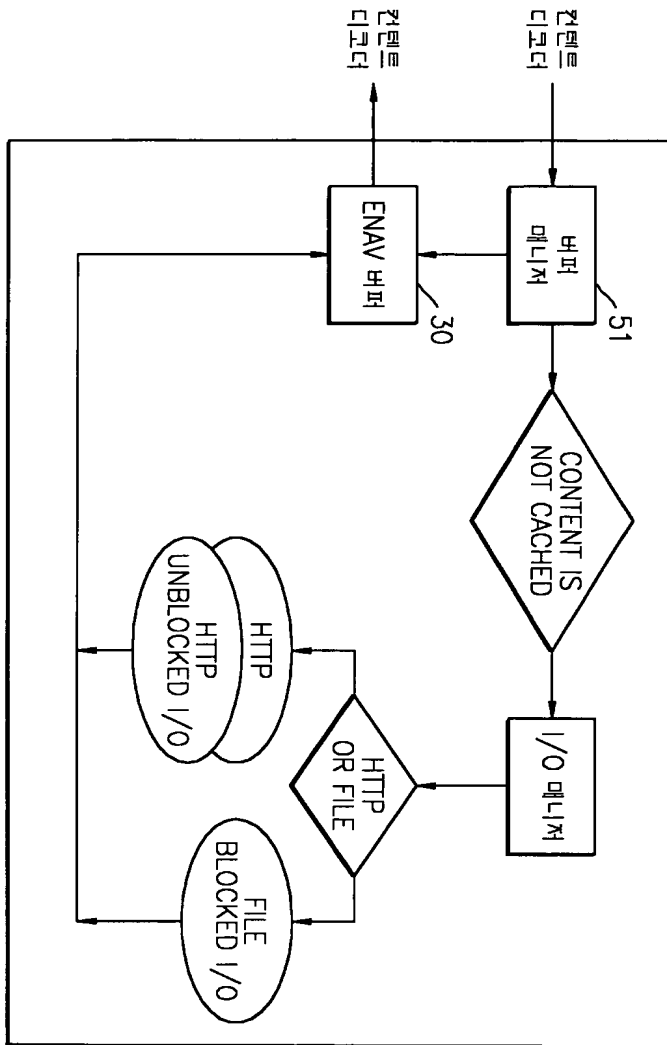 컨텐트
디코더
컨텐트
디코더
버퍼
매니저
51
ENAV 버퍼
30
CONTENT IS
NOT CACHED
I/O 매니저
HTTP
OR FILE
HTTP
HTTP
UNBLOCKED I/O
FILE
BLOCKED I/O